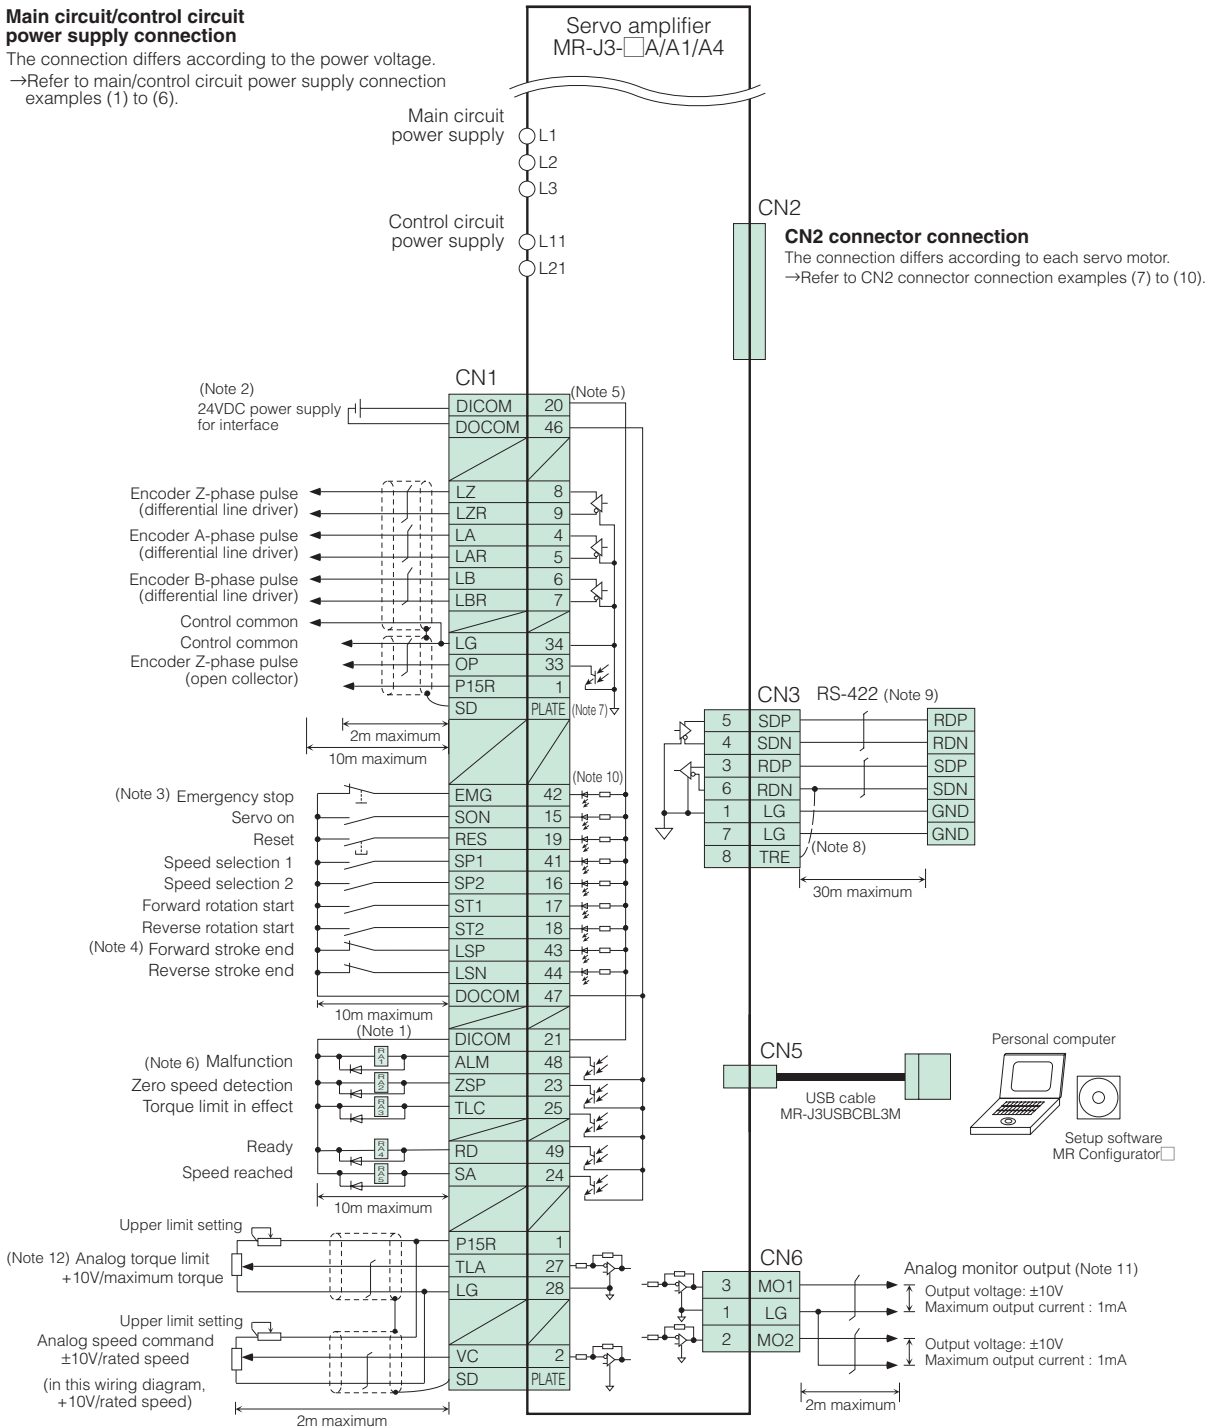 Main circuit/control circuit
power supply connection
The connection differs according to the power voltage.
→Refer to main/control circuit power supply connection
examples (1) to (6).
Servo amplifier
MR-J3-□A/A1/A4
Main circuit
power supply
L1
L2
L3
Control circuit
power supply
L11
L21
CN2
CN2 connector connection
The connection differs according to each servo motor.
→Refer to CN2 connector connection examples (7) to (10).
CN1
(Note 2)
24VDC power supply
for interface
(Note 5)
DICOM 20
DOCOM 46
Encoder Z-phase pulse
(differential line driver)
LZ 8
LZR 9
Encoder A-phase pulse
(differential line driver)
LA 4
LAR 5
Encoder B-phase pulse
(differential line driver)
LB 6
LBR 7
Control common
Control common
LG 34
Encoder Z-phase pulse
(open collector)
OP 33
P15R 1
SD PLATE (Note 7)
2m maximum
10m maximum
(Note 10)
(Note 3) Emergency stop EMG 42
Servo on SON 15
Reset RES 19
Speed selection 1 SP1 41
Speed selection 2 SP2 16
Forward rotation start ST1 17
Reverse rotation start ST2 18
(Note 4) Forward stroke end LSP 43
Reverse stroke end LSN 44
DOCOM 47
10m maximum
(Note 1)
DICOM 21
(Note 6) Malfunction RA1 ALM 48
Zero speed detection RA2 ZSP 23
Torque limit in effect RA3 TLC 25
Ready RA4 RD 49
Speed reached RA5 SA 24
10m maximum
Upper limit setting
P15R 1
(Note 12) Analog torque limit
+10V/maximum torque
TLA 27
LG 28
Upper limit setting
Analog speed command
±10V/rated speed
(in this wiring diagram,
+10V/rated speed)
VC 2
SD PLATE
2m maximum
CN3 RS-422 (Note 9)
5 SDP RDP
4 SDN RDN
3 RDP SDP
6 RDN SDN
1 LG GND
7 LG GND
8 TRE (Note 8)
30m maximum
CN5
USB cable
MR-J3USBCBL3M
Personal computer
Setup software
MR Configurator□
CN6
Analog monitor output (Note 11)
3 MO1
1 LG
2 MO2
Output voltage: ±10V
Maximum output current : 1mA
Output voltage: ±10V
Maximum output current : 1mA
2m maximum